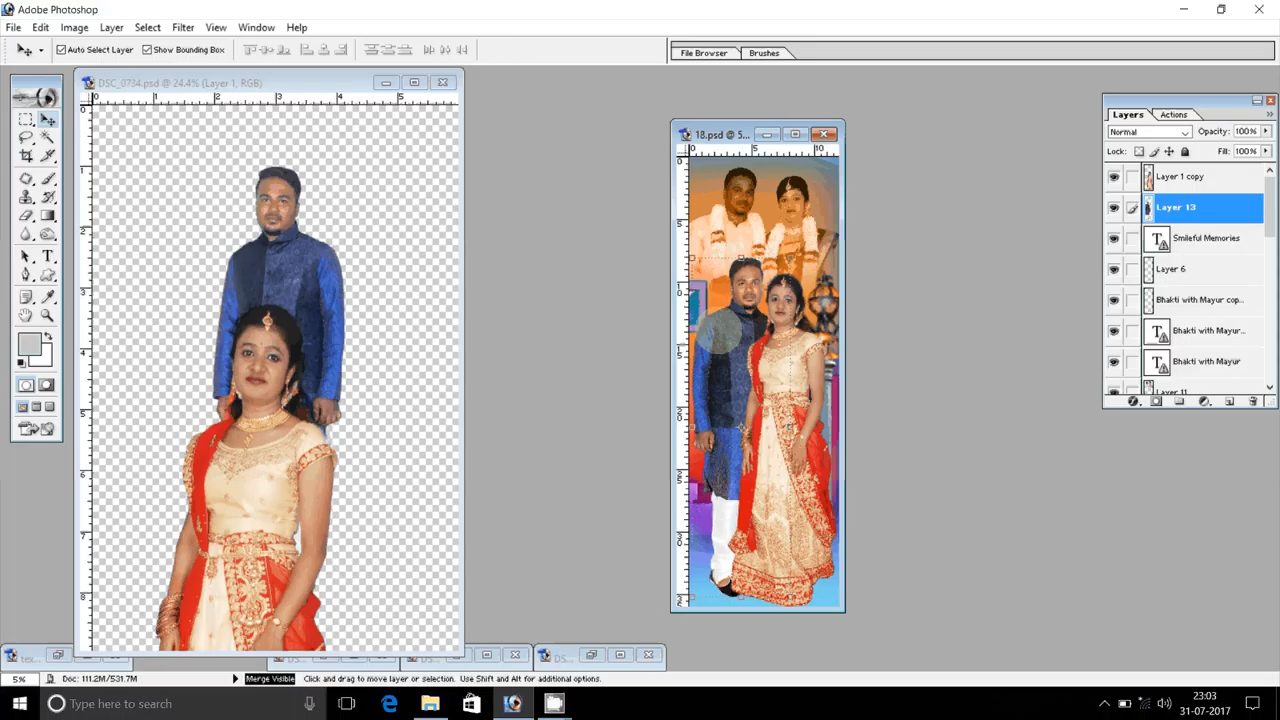 Adobe Photoshop
File Edit Image Layer Select Filter View Window Help
Auto Select Layer Show Bounding Box
File Browser Brushes
DSC_0734.psd @ 24.4% (Layer 1, RGB)
18.psd @ 5...
Layers Actions
Normal Opacity: 100%
Lock: Fill: 100%
Layer 1 copy
Layer 13
Smileful Memories
Layer 6
Bhakti with Mayur cop...
Bhakti with Mayur...
Bhakti with Mayur
Layer 11
5% Doc: 111.2M/531.7M Merge Visible Click and drag to move layer or selection. Use Shift and Alt for additional options.
Type here to search
23:03
31-07-2017